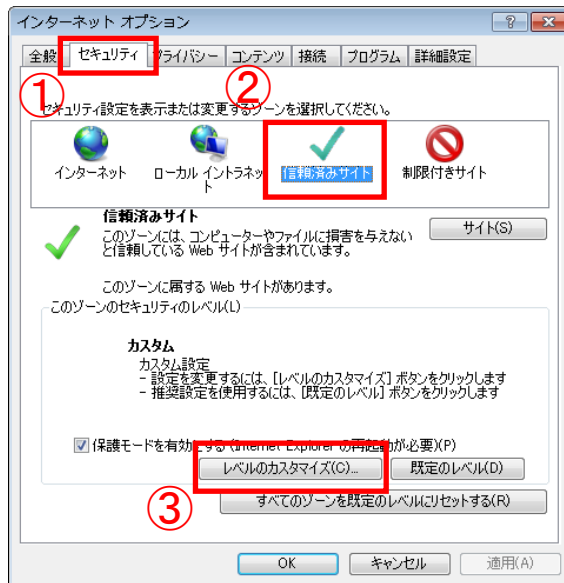 インターネット オプション
全般 セキュリティ プライバシー コンテンツ 接続 プログラム 詳細設定
① ②
セキュリティ設定を表示または変更するゾーンを選択してください。
インターネット ローカル イントラネット 信頼済みサイト 制限付きサイト
信頼済みサイト
サイト(S)
このゾーンには、コンピューターやファイルに損害を与えない
と信頼している Web サイトが含まれています。
このゾーンに属する Web サイトがあります。
このゾーンのセキュリティのレベル(L)
カスタム
カスタム設定
- 設定を変更するには、[レベルのカスタマイズ] ボタンをクリックします
- 推奨設定を使用するには、[既定のレベル] ボタンをクリックします
保護モードを有効にする (Internet Explorer の再起動が必要)(P)
レベルのカスタマイズ(C)... 既定のレベル(D)
③
すべてのゾーンを既定のレベルにリセットする(R)
OK キャンセル 適用(A)